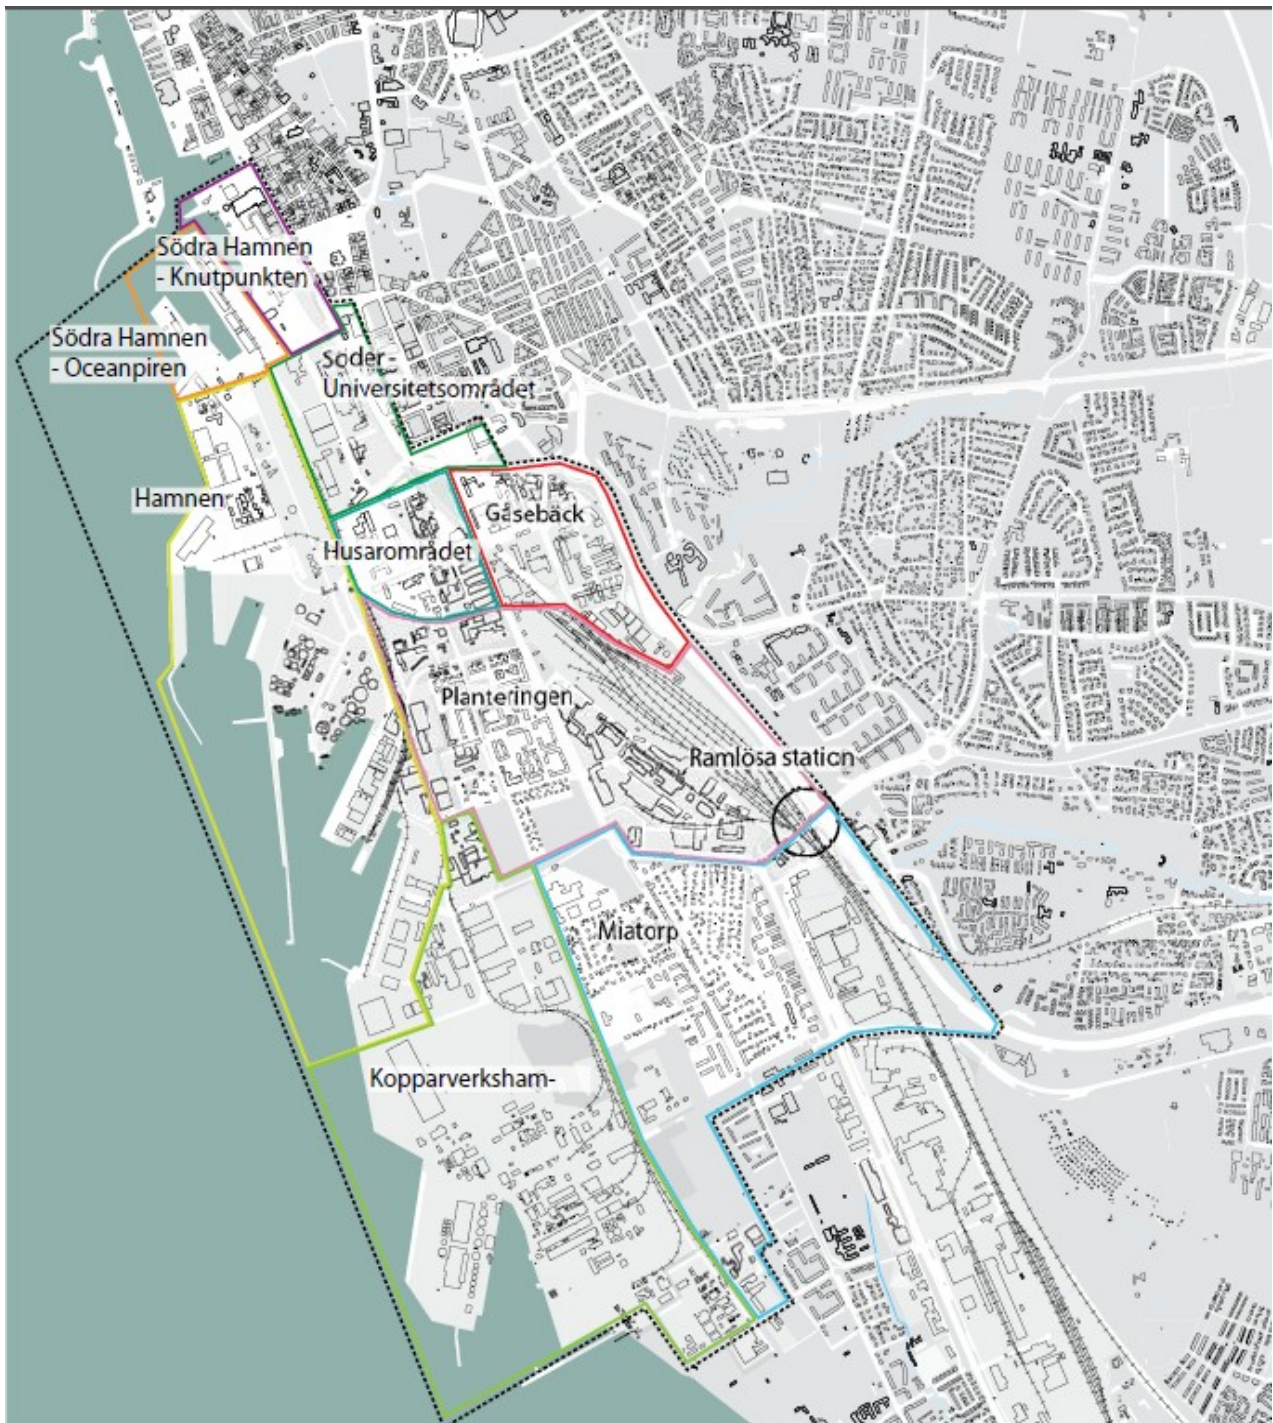 Södra Hamnen
- Knutpunkten
Södra Hamnen
- Oceanpiren
Söder-
Universitetsområdet
Hamnen
Gåsebäck
Husarområdet
Planteringen
Ramlösa station
Miatorp
Kopparverksham-